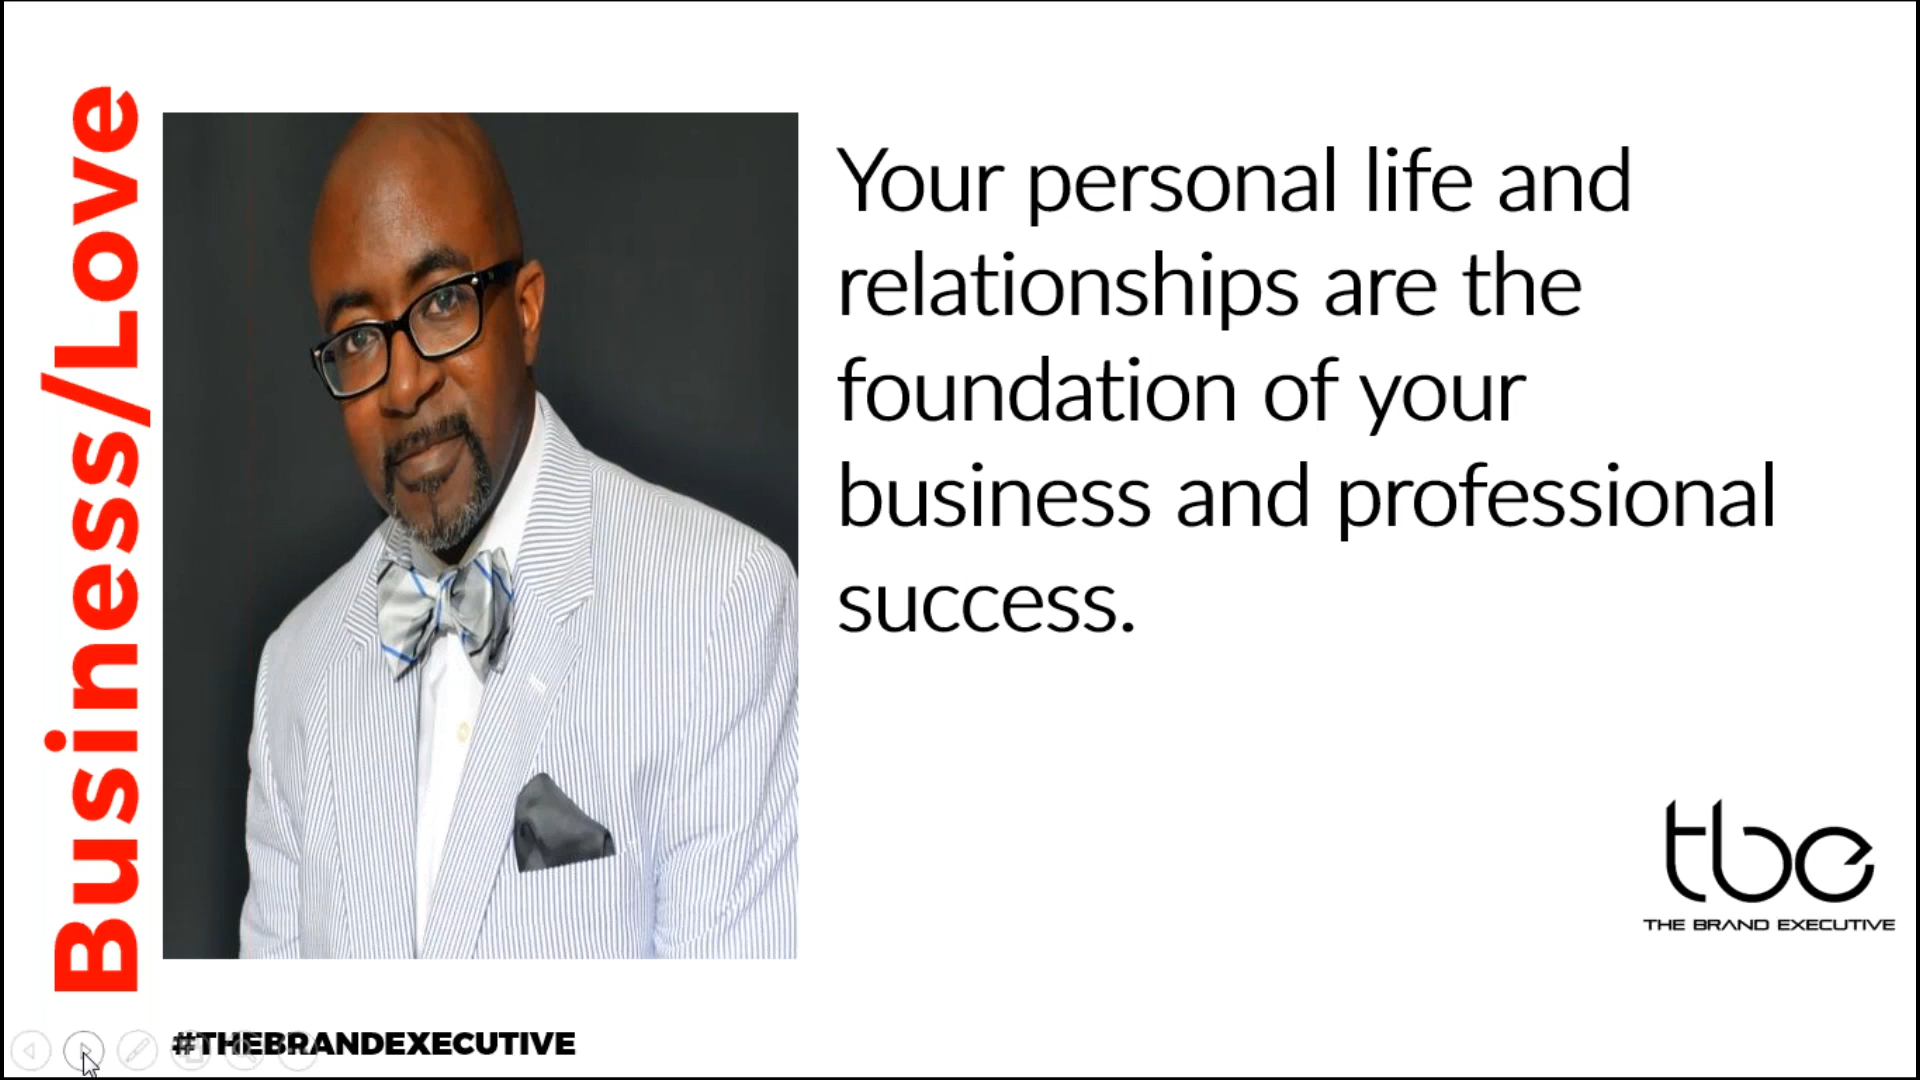 Business/Love
Your personal life and
relationships are the
foundation of your
business and professional
success.
tbe
THE BRAND EXECUTIVE
#THEBRANDEXECUTIVE